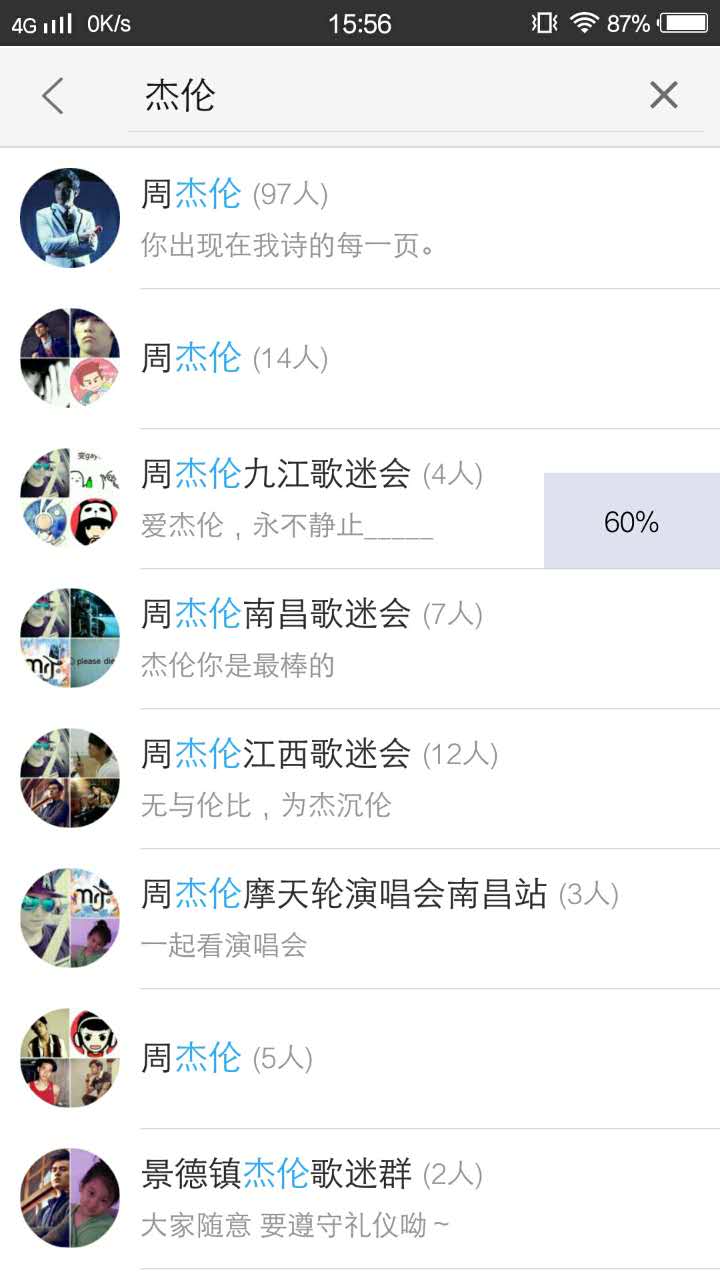 4G 0K/s 15:56 87%
杰伦
周杰伦 (97人)
你出现在我诗的每一页。
周杰伦 (14人)
周杰伦九江歌迷会 (4人)
爱杰伦，永不静止_____
60%
周杰伦南昌歌迷会 (7人)
please die
杰伦你是最棒的
周杰伦江西歌迷会 (12人)
无与伦比，为杰沉伦
周杰伦摩天轮演唱会南昌站 (3人)
一起看演唱会
周杰伦 (5人)
景德镇杰伦歌迷群 (2人)
大家随意 要遵守礼仪呦～